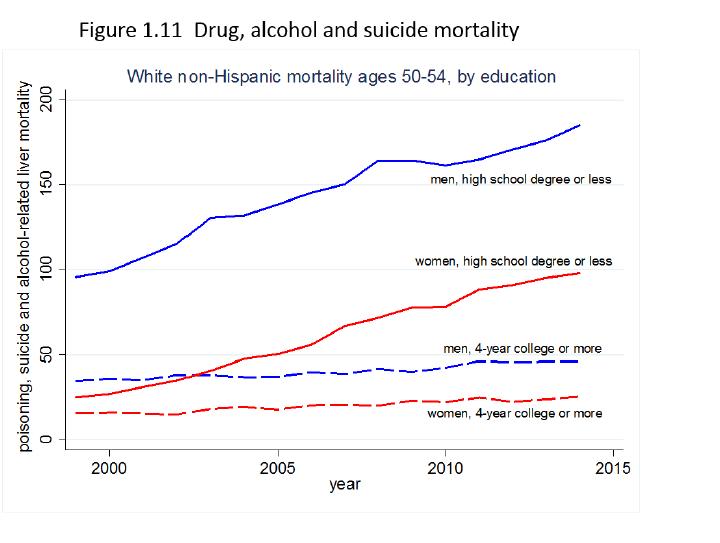 Figure 1.11  Drug, alcohol and suicide mortality
White non-Hispanic mortality ages 50-54, by education
poisoning, suicide and alcohol-related liver mortality
200
150
100
50
0
men, high school degree or less
women, high school degree or less
men, 4-year college or more
women, 4-year college or more
2000 2005 2010 2015
year